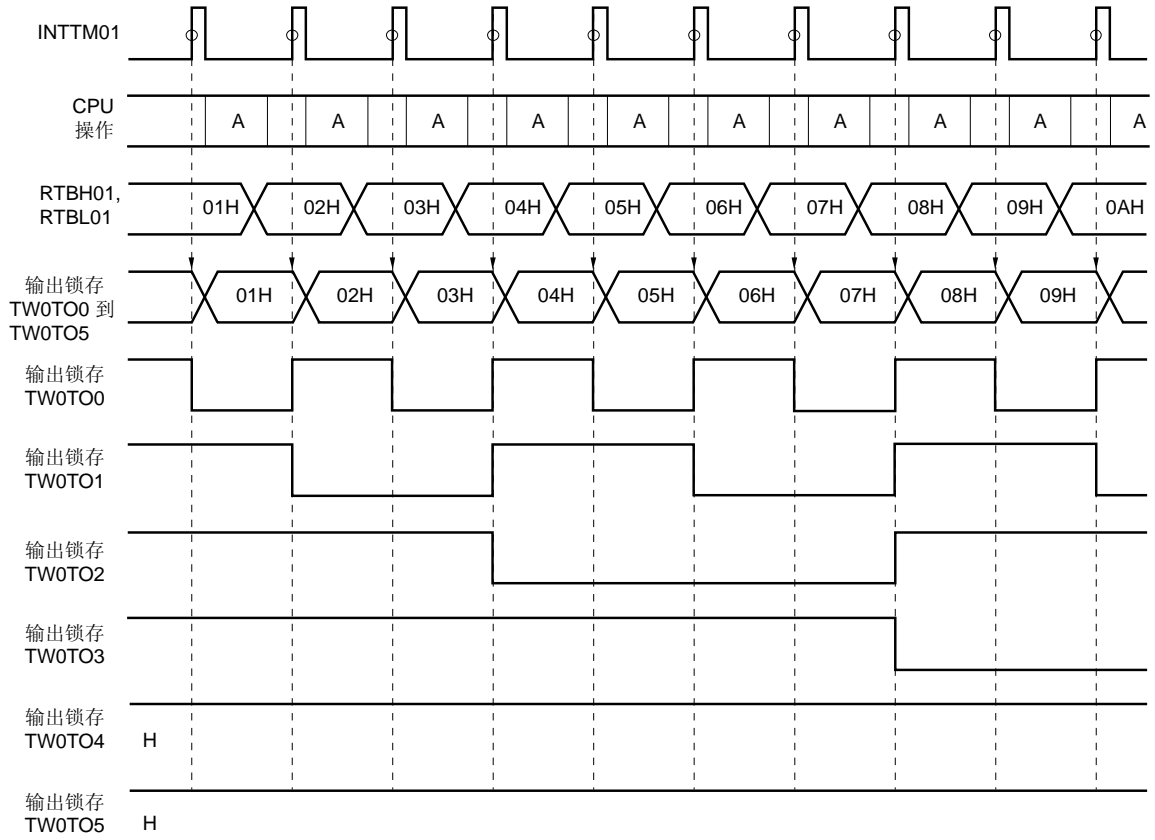 INTTM01
CPU
操作
A A A A A A A A A A
RTBH01,
RTBL01
01H 02H 03H 04H 05H 06H 07H 08H 09H 0AH
输出锁存
TW0TO0 到
TW0TO5
01H 02H 03H 04H 05H 06H 07H 08H 09H
输出锁存
TW0TO0
输出锁存
TW0TO1
输出锁存
TW0TO2
输出锁存
TW0TO3
输出锁存
TW0TO4 H
输出锁存
TW0TO5 H